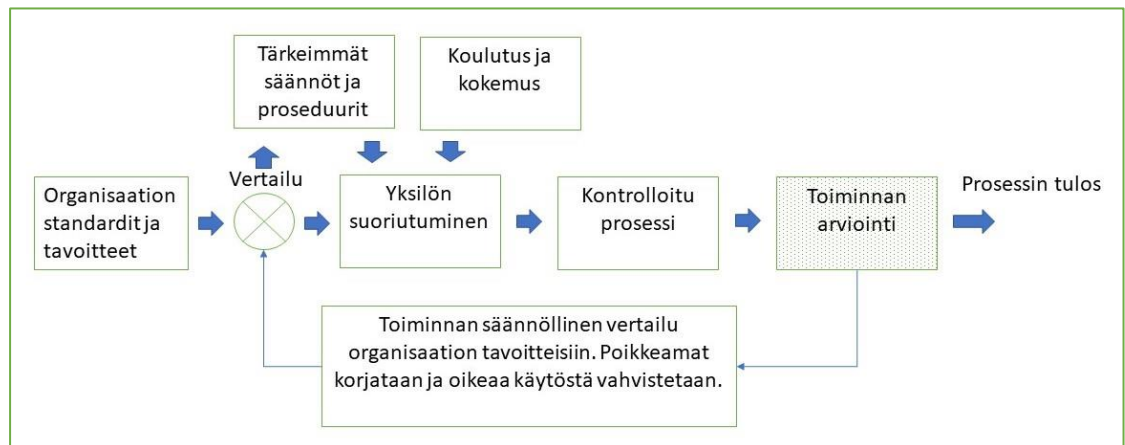 Tärkeimmät
säännöt ja
proseduurit
Koulutus ja
kokemus
Organisaation
standardit ja
tavoitteet
Vertailu
Yksilön
suoriutuminen
Kontrolloitu
prosessi
Toiminnan
arviointi
Prosessin tulos
Toiminnan säännöllinen vertailu
organisaation tavoitteisiin. Poikkeamat
korjataan ja oikeaa käytöstä vahvistetaan.